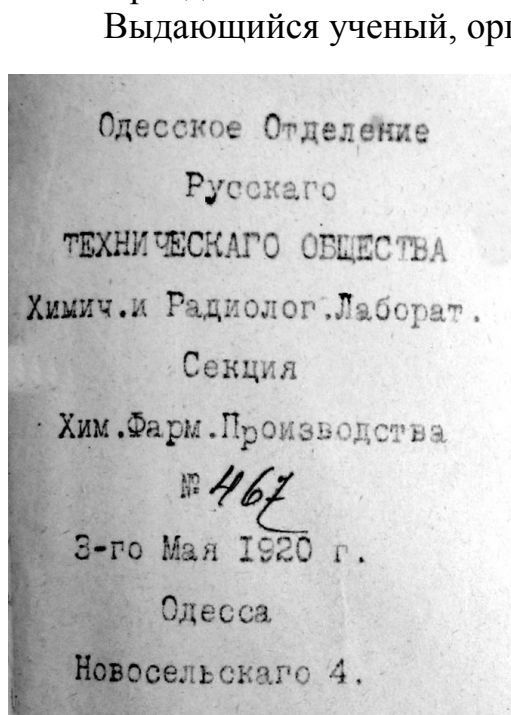 Выдающийся ученый,
Одесское Отделение
Русскаго
ТЕХНИЧЕСКАГО ОБЩЕСТВА
Химич.и Радиолог.Лаборат.
Секция
Хим.Фарм.Производства
№ 467
3-го Мая 1920 г.
Одесса
Новосельскаго 4.